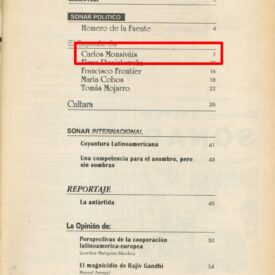 SONAR POLITICO
Homero de la Fuente 4
Carlos Monsiváis 7
Francisco Frontier 16
María Cobos 18
Tomás Mojarro 22
Cultura 26
SONAR INTERNACIONAL
Coyuntura Latinoamericana 41
Una competencia para el asombro, pero 43
sin sombras
REPORTAJE
La antártida 45
La Opinión de:
Perspectivas de la cooperación 50
latinoamerica-europea
El magnicidio de Rajiv Gandhi 54